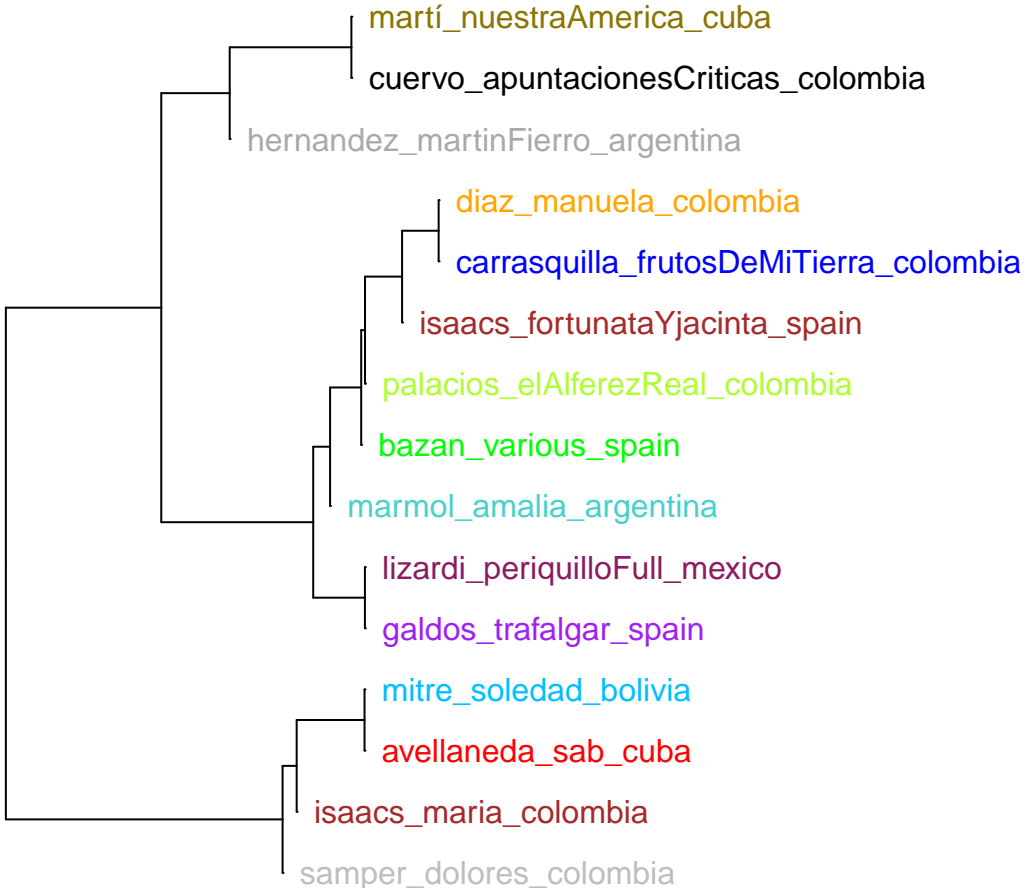 martí_nuestraAmerica_cuba
cuervo_apuntacionesCriticas_colombia
hernandez_martinFierro_argentina
diaz_manuela_colombia
carrasquilla_frutosDeMiTierra_colombia
isaacs_fortunataYjacinta_spain
palacios_elAlferezReal_colombia
bazan_various_spain
marmol_amalia_argentina
lizardi_periquilloFull_mexico
galdos_trafalgar_spain
mitre_soledad_bolivia
avellaneda_sab_cuba
isaacs_maria_colombia
samper_dolores_colombia